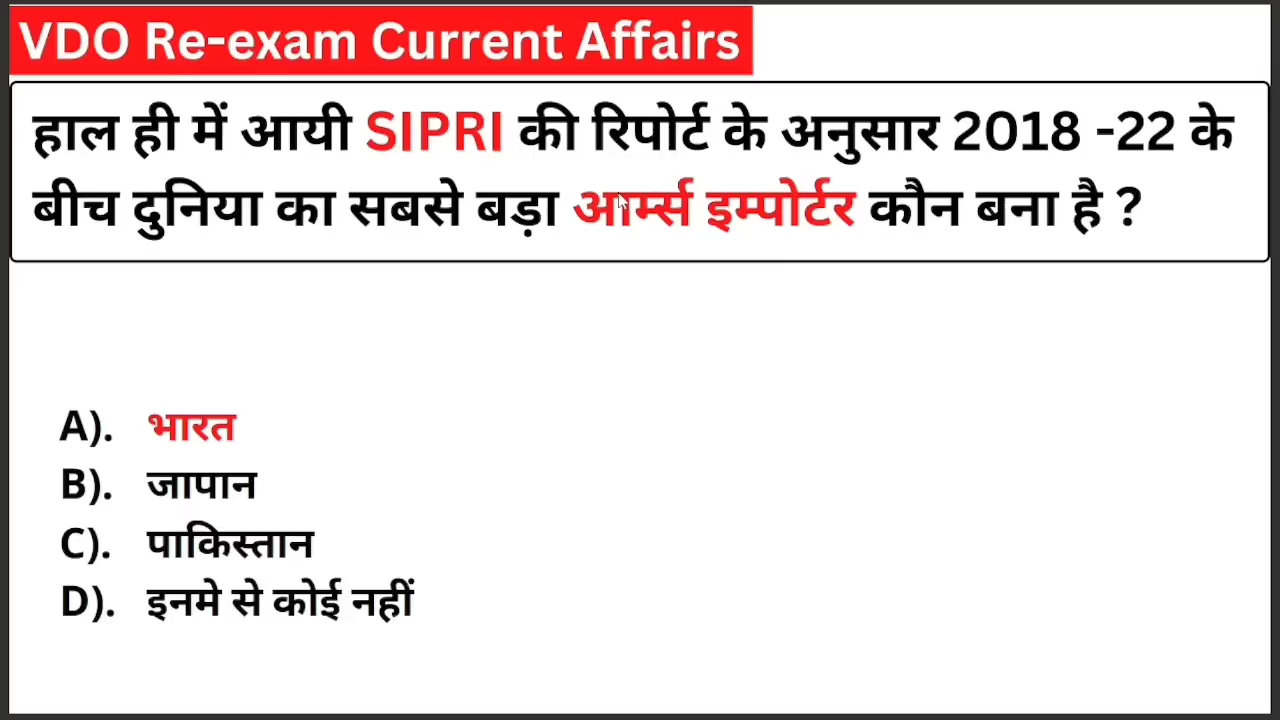 VDO Re-exam Current Affairs
हाल ही में आयी SIPRI की रिपोर्ट के अनुसार 2018 -22 के
बीच दुनिया का सबसे बड़ा आर्म्स इम्पोर्टर कौन बना है ?
A). भारत
B). जापान
C). पाकिस्तान
D). इनमे से कोई नहीं